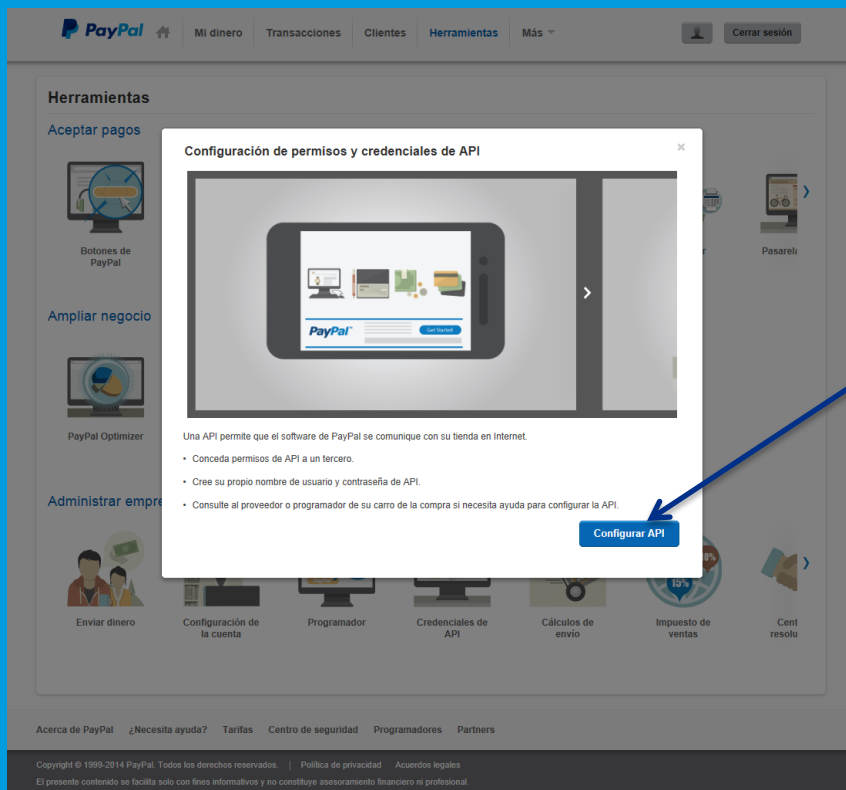 PayPal
Mi dinero
Transacciones
Clientes
Herramientas
Más
Cerrar sesión
Herramientas
Aceptar pagos
Configuración de permisos y credenciales de API
×
Botones de
PayPal
r
Pasarela
Ampliar negocio
PayPal
Get Started
PayPal Optimizer
Una API permite que el software de PayPal se comunique con su tienda en Internet.
• Conceda permisos de API a un tercero.
• Cree su propio nombre de usuario y contraseña de API.
• Consulte al proveedor o programador de su carro de la compra si necesita ayuda para configurar la API.
Administrar empre
Configurar API
15%
Enviar dinero
Configuración de
la cuenta
Programador
Credenciales de
API
Cálculos de
envío
Impuesto de
ventas
Cent
resolu
Acerca de PayPal ¿Necesita ayuda? Tarifas Centro de seguridad Programadores Partners
Copyright © 1999-2014 PayPal. Todos los derechos reservados. | Política de privacidad Acuerdos legales
El presente contenido se facilita solo con fines informativos y no constituye asesoramiento financiero ni profesional.